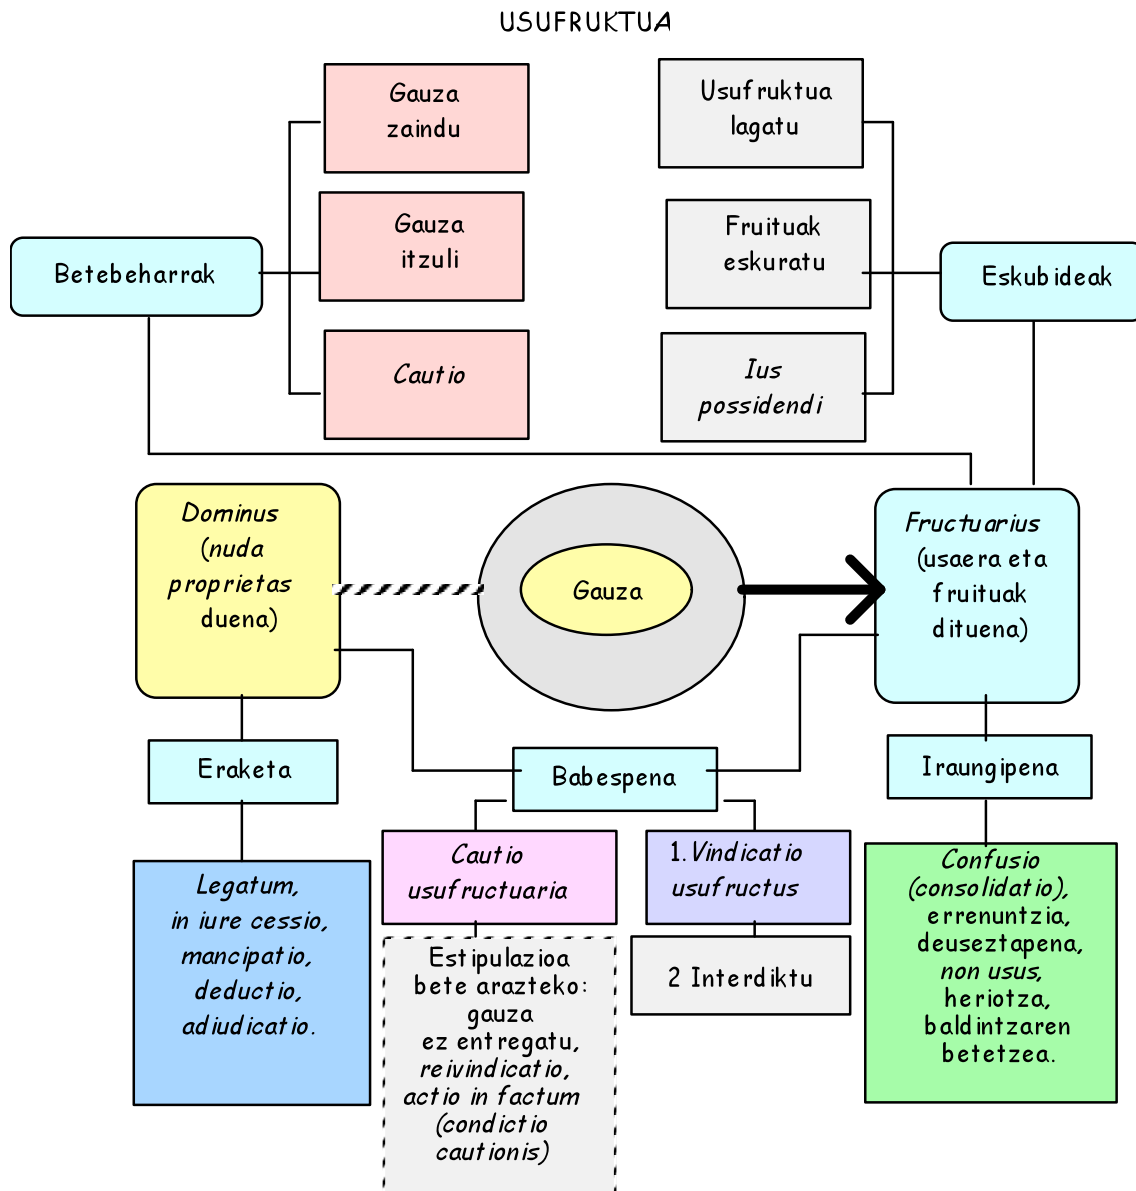 USUFRUKTUA
Gauza
zaindu
Usufruktua
lagatu
Gauza
itzuli
Fruituak
eskuratu
Betebeharrak
Eskubideak
Cautio
Ius
possidendi
Dominus
(nuda
proprietas
duena)
Gauza
Fructuarius
(usaera eta
fruituak
dituena)
Eraketa
Babespena
Iraungipena
Legatum,
in iure cessio,
mancipatio,
deductio,
adiudicatio.
Cautio
usufructuaria
Estipulazioa
bete arazteko:
gauza
ez entregatu,
reivindicatio,
actio in factum
(condictio
cautionis)
1. Vindicatio
usufructus
2 Interdiktu
Confusio
(consolidatio),
errenuntzia,
deuseztapena,
non usus,
heriotza,
baldintzaren
betetzea.